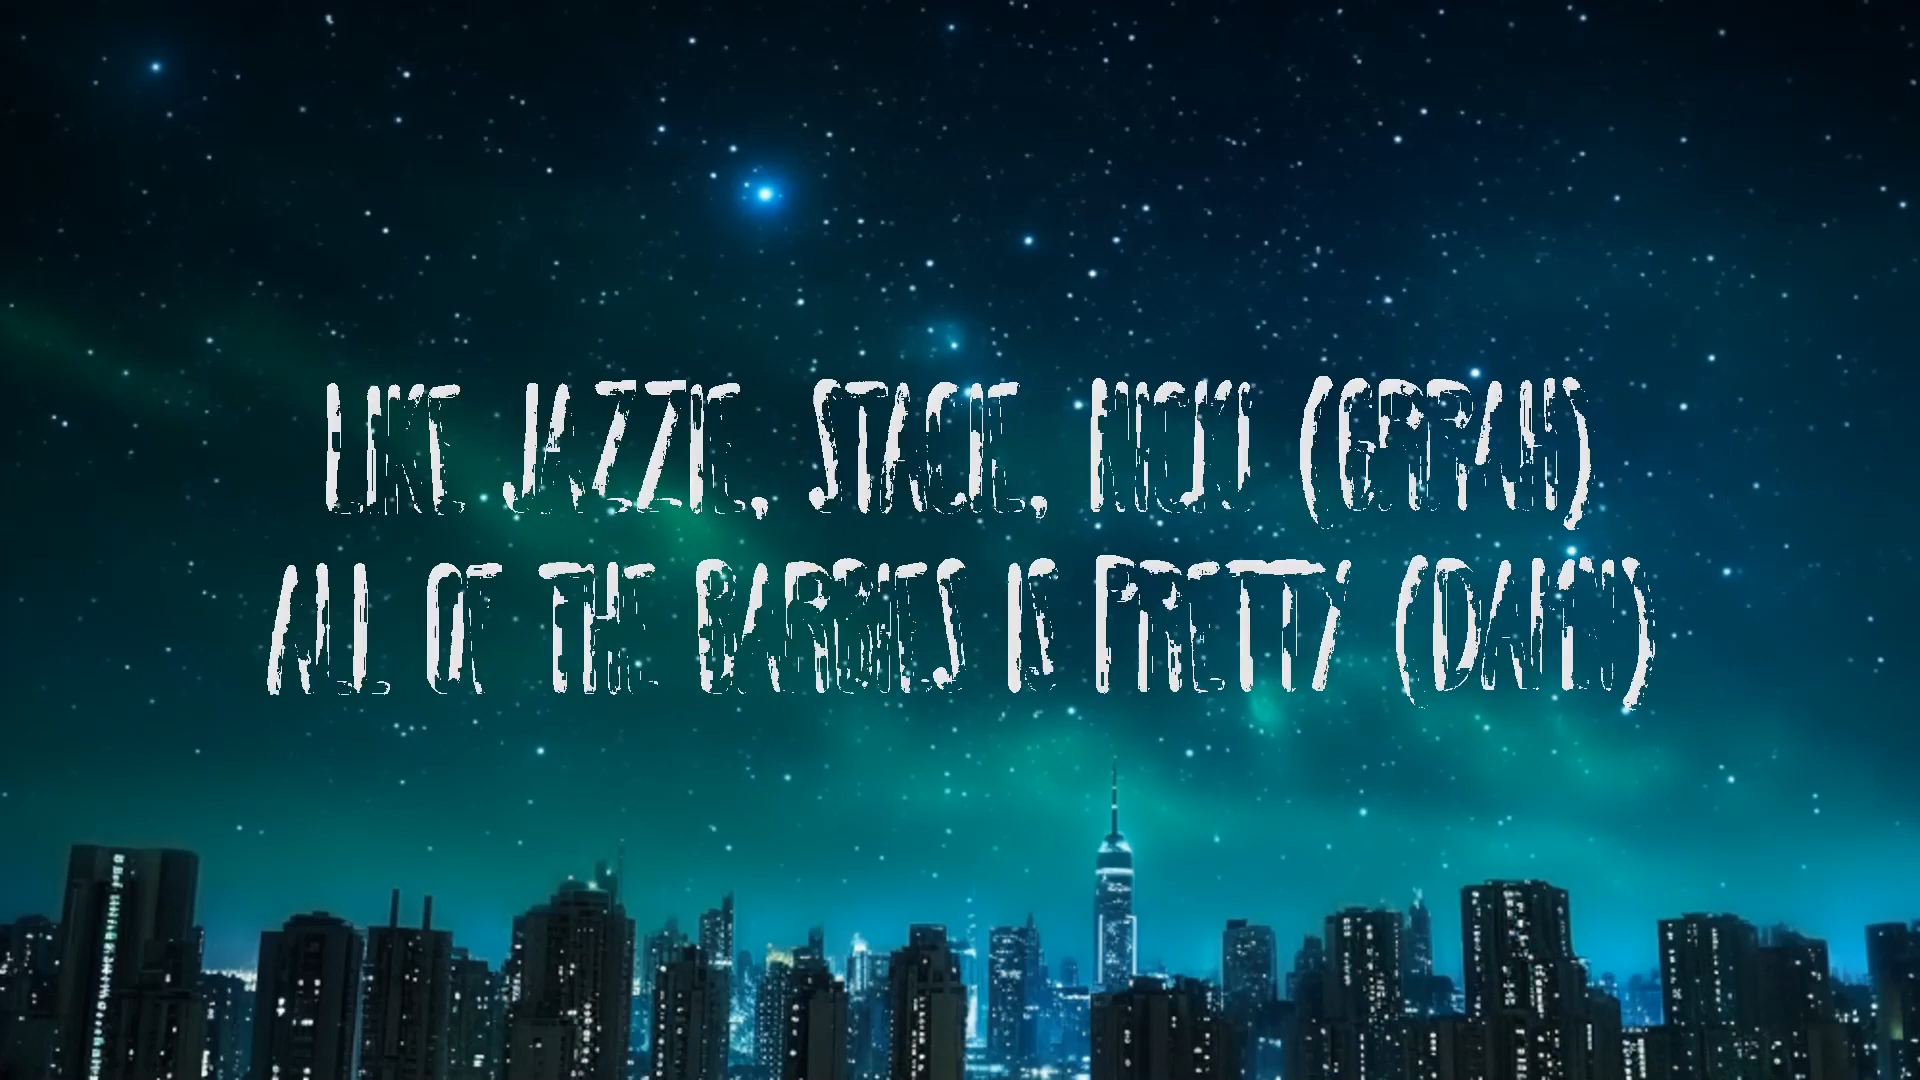 LIKE JAZZIE, STACIE, NICKI (GRRAH)
ALL OF THE BARBIES IS PRETTY (DAMN)